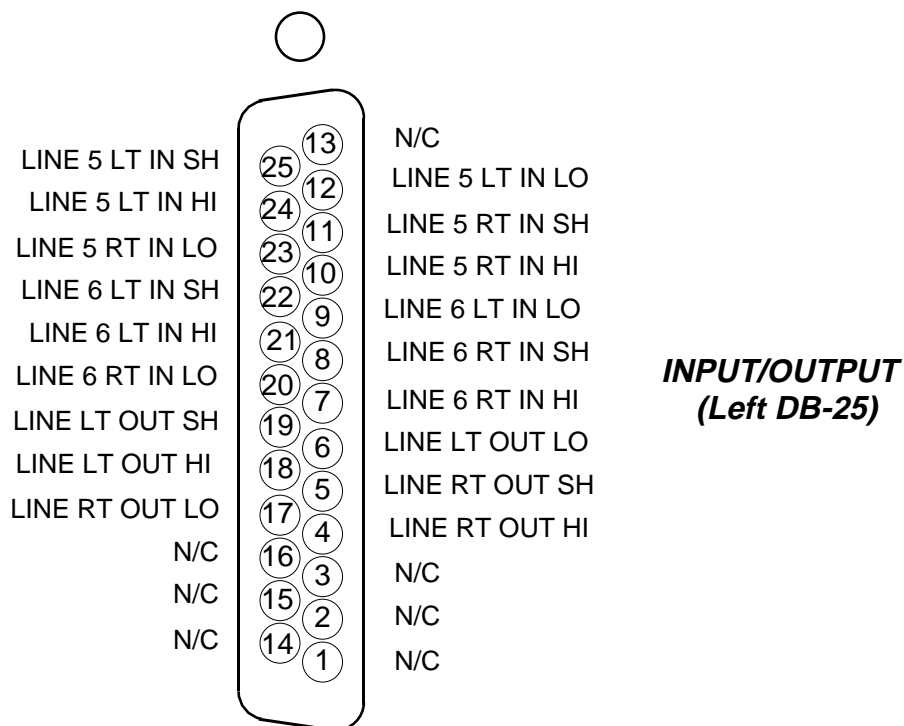 13 N/C
LINE 5 LT IN SH 25
12 LINE 5 LT IN LO
LINE 5 LT IN HI 24
11 LINE 5 RT IN SH
LINE 5 RT IN LO 23
10 LINE 5 RT IN HI
LINE 6 LT IN SH 22
9 LINE 6 LT IN LO
LINE 6 LT IN HI 21
8 LINE 6 RT IN SH
LINE 6 RT IN LO 20
7 LINE 6 RT IN HI
LINE LT OUT SH 19
6 LINE LT OUT LO
LINE LT OUT HI 18
5 LINE RT OUT SH
LINE RT OUT LO 17
4 LINE RT OUT HI
N/C 16
3 N/C
N/C 15
2 N/C
N/C 14
1 N/C
INPUT/OUTPUT
(Left DB-25)